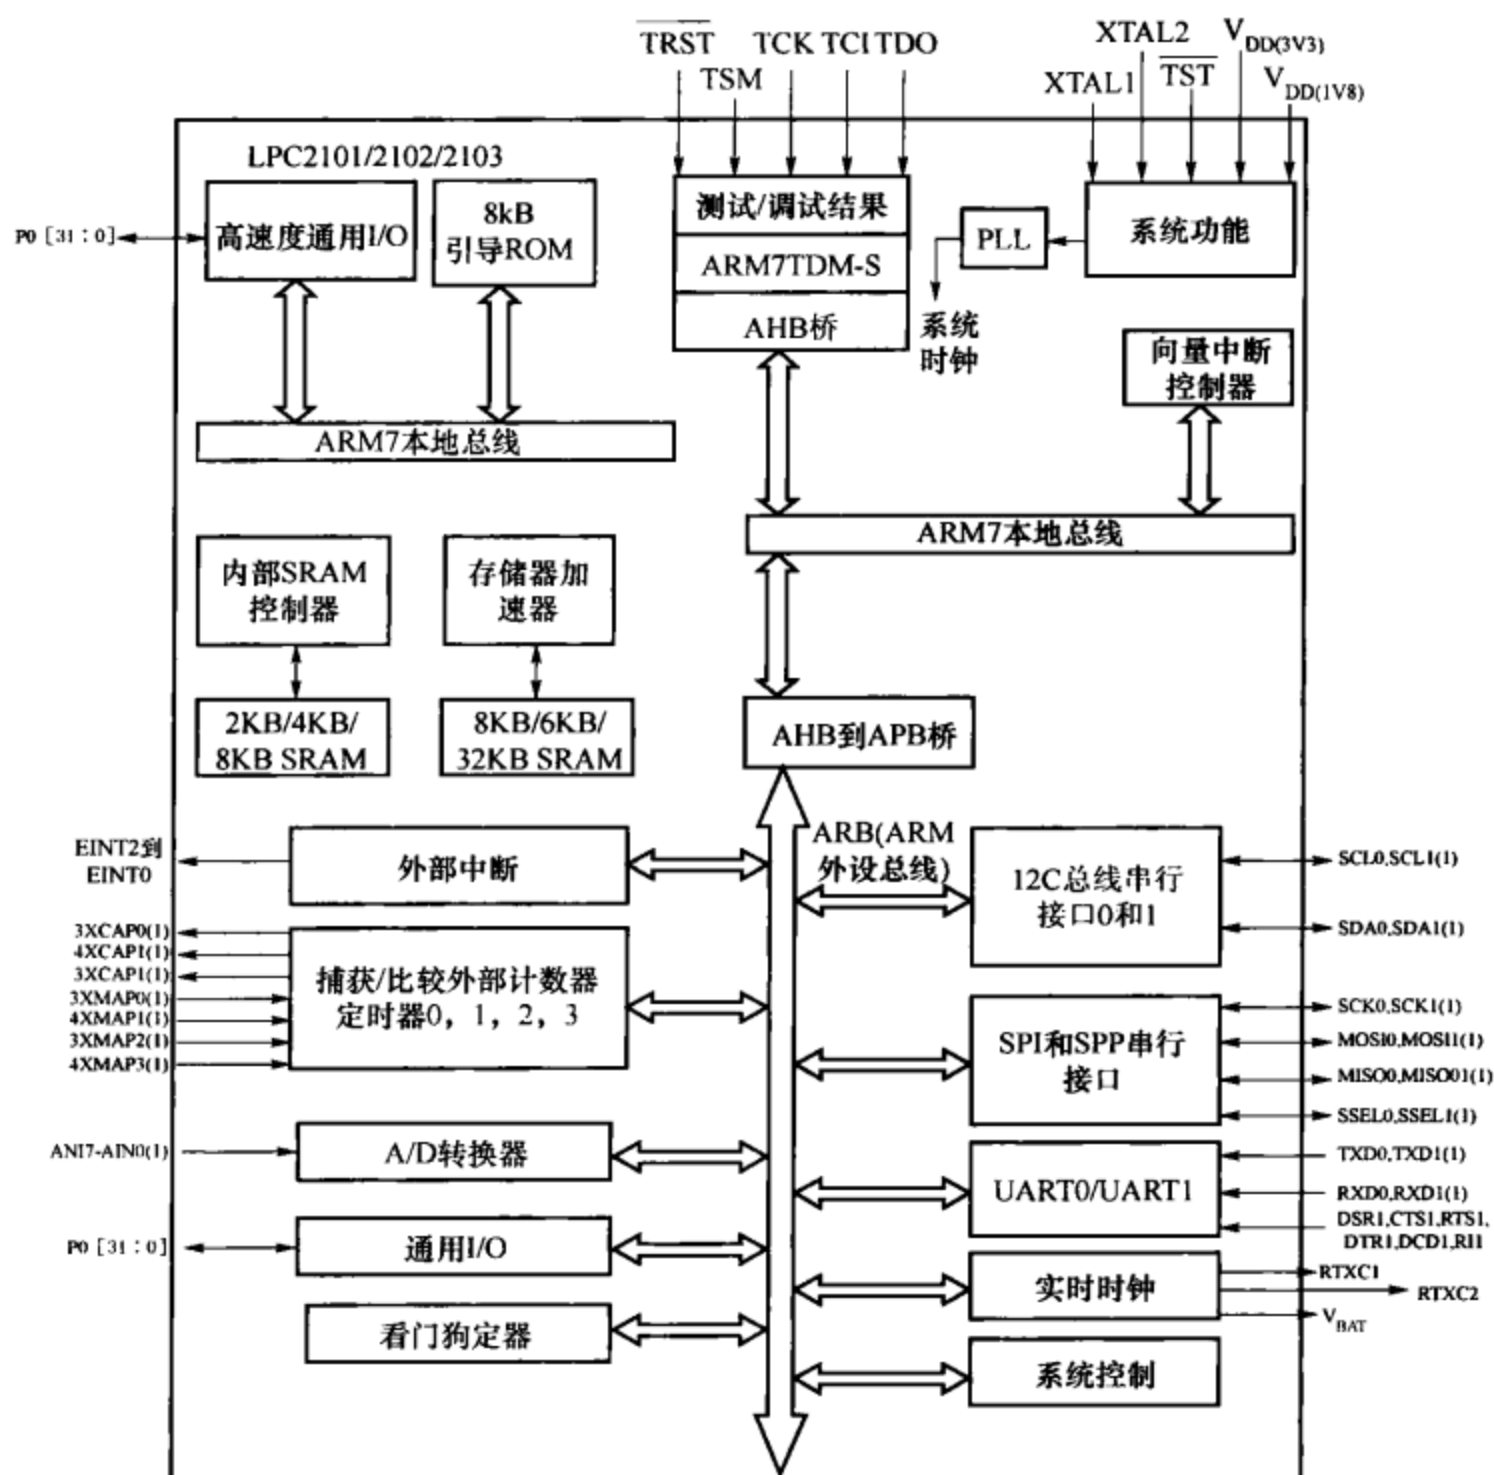 TRST
TSM
TCK
TCI
TDO
XTAL1
XTAL2
TST
VDD(3V3)
VDD(1V8)
LPC2101/2102/2103
P0 [31:0]
高速度通用I/O
8kB
引导ROM
测试/调试结果
ARM7TDM-S
AHB桥
PLL
系统
时钟
系统功能
向量中断
控制器
ARM7本地总线
ARM7本地总线
内部SRAM
控制器
存储器加
速器
2KB/4KB/
8KB SRAM
8KB/6KB/
32KB SRAM
AHB到APB桥
ARB(ARM
外设总线)
EINT2到
EINT0
外部中断
3XCAP0(1)
4XCAP1(1)
3XCAP1(1)
3XMAP0(1)
4XMAP1(1)
3XMAP2(1)
4XMAP3(1)
捕获/比较外部计数器
定时器0，1，2，3
ANI7-AIN0(1)
A/D转换器
P0 [31:0]
通用I/O
看门狗定器
12C总线串行
接口0和1
SCL0,SCL1(1)
SDA0,SDA1(1)
SPI和SPP串行
接口
SCK0,SCK1(1)
MOSI0,MOSI1(1)
MISO0,MISO01(1)
SSEL0,SSEL1(1)
UART0/UART1
TXD0,TXD1(1)
RXD0,RXD1(1)
DSR1,CTS1,RTS1,
DTR1,DCD1,RI1
实时时钟
RTXC1
RTXC2
VBAT
系统控制